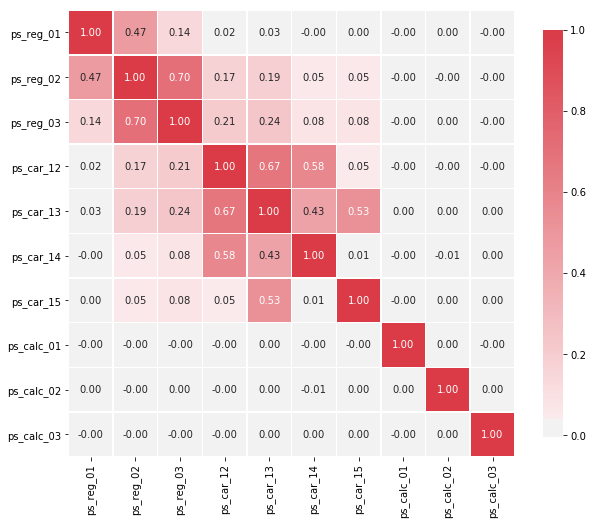 ps_reg_01 1.00 0.47 0.14 0.02 0.03 -0.00 0.00 -0.00 0.00 -0.00
ps_reg_02 0.47 1.00 0.70 0.17 0.19 0.05 0.05 -0.00 -0.00 -0.00
ps_reg_03 0.14 0.70 1.00 0.21 0.24 0.08 0.08 -0.00 0.00 -0.00
ps_car_12 0.02 0.17 0.21 1.00 0.67 0.58 0.05 -0.00 -0.00 -0.00
ps_car_13 0.03 0.19 0.24 0.67 1.00 0.43 0.53 0.00 0.00 0.00
ps_car_14 -0.00 0.05 0.08 0.58 0.43 1.00 0.01 -0.00 -0.01 0.00
ps_car_15 0.00 0.05 0.08 0.05 0.53 0.01 1.00 -0.00 0.00 0.00
ps_calc_01 -0.00 -0.00 -0.00 -0.00 0.00 -0.00 -0.00 1.00 0.00 -0.00
ps_calc_02 0.00 -0.00 0.00 -0.00 0.00 -0.01 0.00 0.00 1.00 0.00
ps_calc_03 -0.00 -0.00 -0.00 -0.00 0.00 0.00 0.00 -0.00 0.00 1.00
ps_reg_01 ps_reg_02 ps_reg_03 ps_car_12 ps_car_13 ps_car_14 ps_car_15 ps_calc_01 ps_calc_02 ps_calc_03
1.0
0.8
0.6
0.4
0.2
0.0